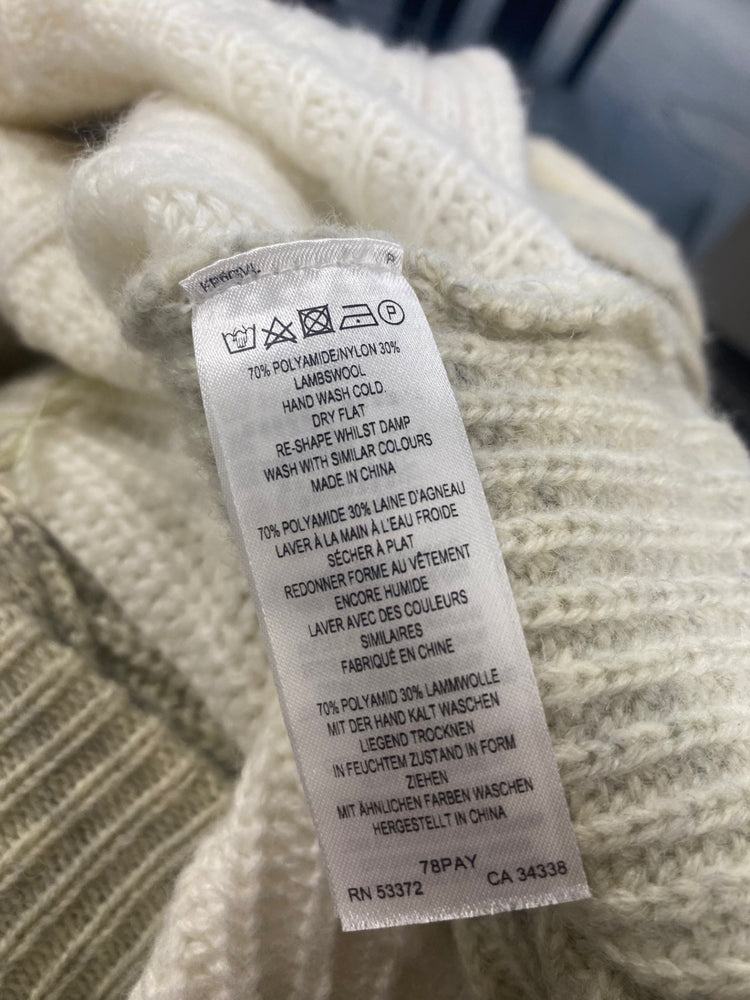 P
70% POLYAMIDE/NYLON 30%
LAMBSWOOL
HAND WASH COLD.
DRY FLAT
RE-SHAPE WHILST DAMP
WASH WITH SIMILAR COLOURS
MADE IN CHINA
70% POLYAMIDE 30% LAINE D'AGNEAU
LAVER À LA MAIN À L'EAU FROIDE
SÉCHER À PLAT
REDONNER FORME AU VÊTEMENT
ENCORE HUMIDE
LAVER AVEC DES COULEURS
SIMILAIRES
FABRIQUÉ EN CHINE
70% POLYAMID 30% LAMMWOLLE
MIT DER HAND KALT WASCHEN
LIEGEND TROCKNEN
IN FEUCHTEM ZUSTAND IN FORM
ZIEHEN
MIT ÄHNLICHEN FARBEN WASCHEN
HERGESTELLT IN CHINA
78PAY
RN 53372 CA 34338